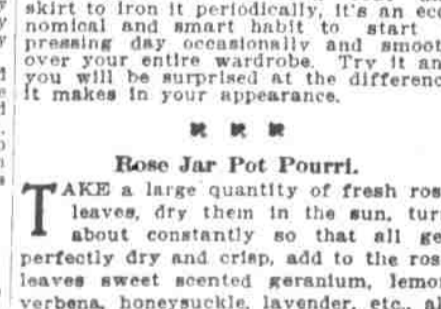 skirt to iron it periodically, it's an eco
nomical and smart habit to start
pressing day occasionally and smoot
over your entire wardrobe. Try it an
you will be surprised at the differenc
it makes in your appearance.
Rose Jar Pot Pourri.
TAKE a large quantity of fresh ros
leaves, dry them in the sun, turn
about constantly so that all ge
perfectly dry and crisp, add to the ros
leaves sweet scented geranium, lemon
verbena, honeysuckle, lavender, etc., al